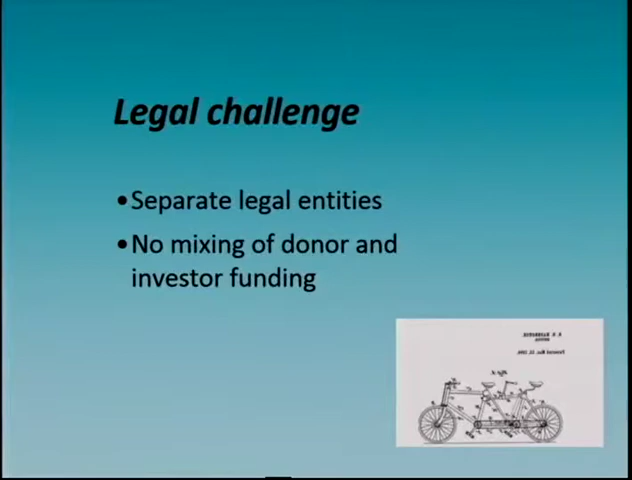 Legal challenge
•Separate legal entities
•No mixing of donor and
investor funding